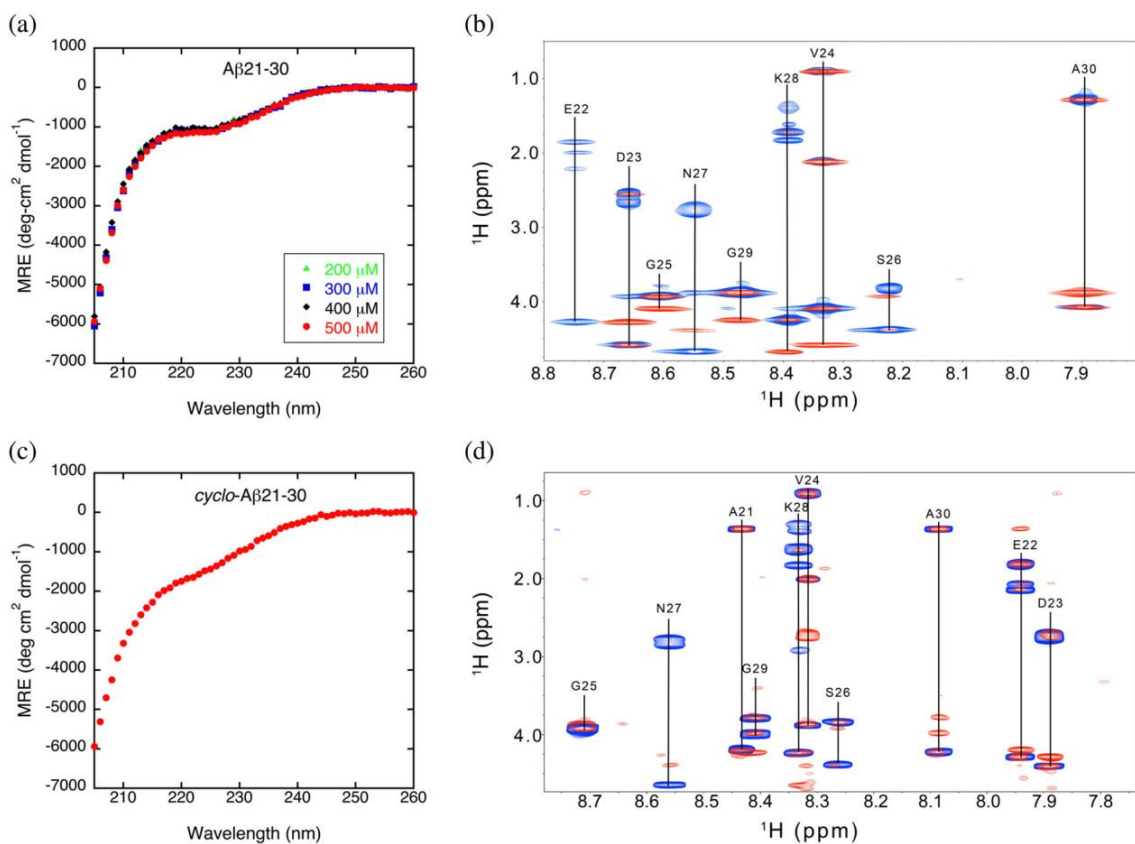 (a)
Aβ21-30
MRE (deg-cm² dmol⁻¹)
1000
0
-1000
-2000
-3000
-4000
-5000
-6000
-7000
200 μM
300 μM
400 μM
500 μM
210 220 230 240 250 260
Wavelength (nm)
(b)
V24
K28
A30
E22
D23
N27
G25
G29
S26
¹H (ppm)
1.0
2.0
3.0
4.0
8.8 8.7 8.6 8.5 8.4 8.3 8.2 8.1 8.0 7.9
¹H (ppm)
(c)
cyclo-Aβ21-30
MRE (deg cm² dmol⁻¹)
1000
0
-1000
-2000
-3000
-4000
-5000
-6000
-7000
210 220 230 240 250 260
Wavelength (nm)
(d)
V24
K28
A21
A30
E22
D23
N27
G29
G25
S26
¹H (ppm)
1.0
2.0
3.0
4.0
8.7 8.6 8.5 8.4 8.3 8.2 8.1 8.0 7.9 7.8
¹H (ppm)